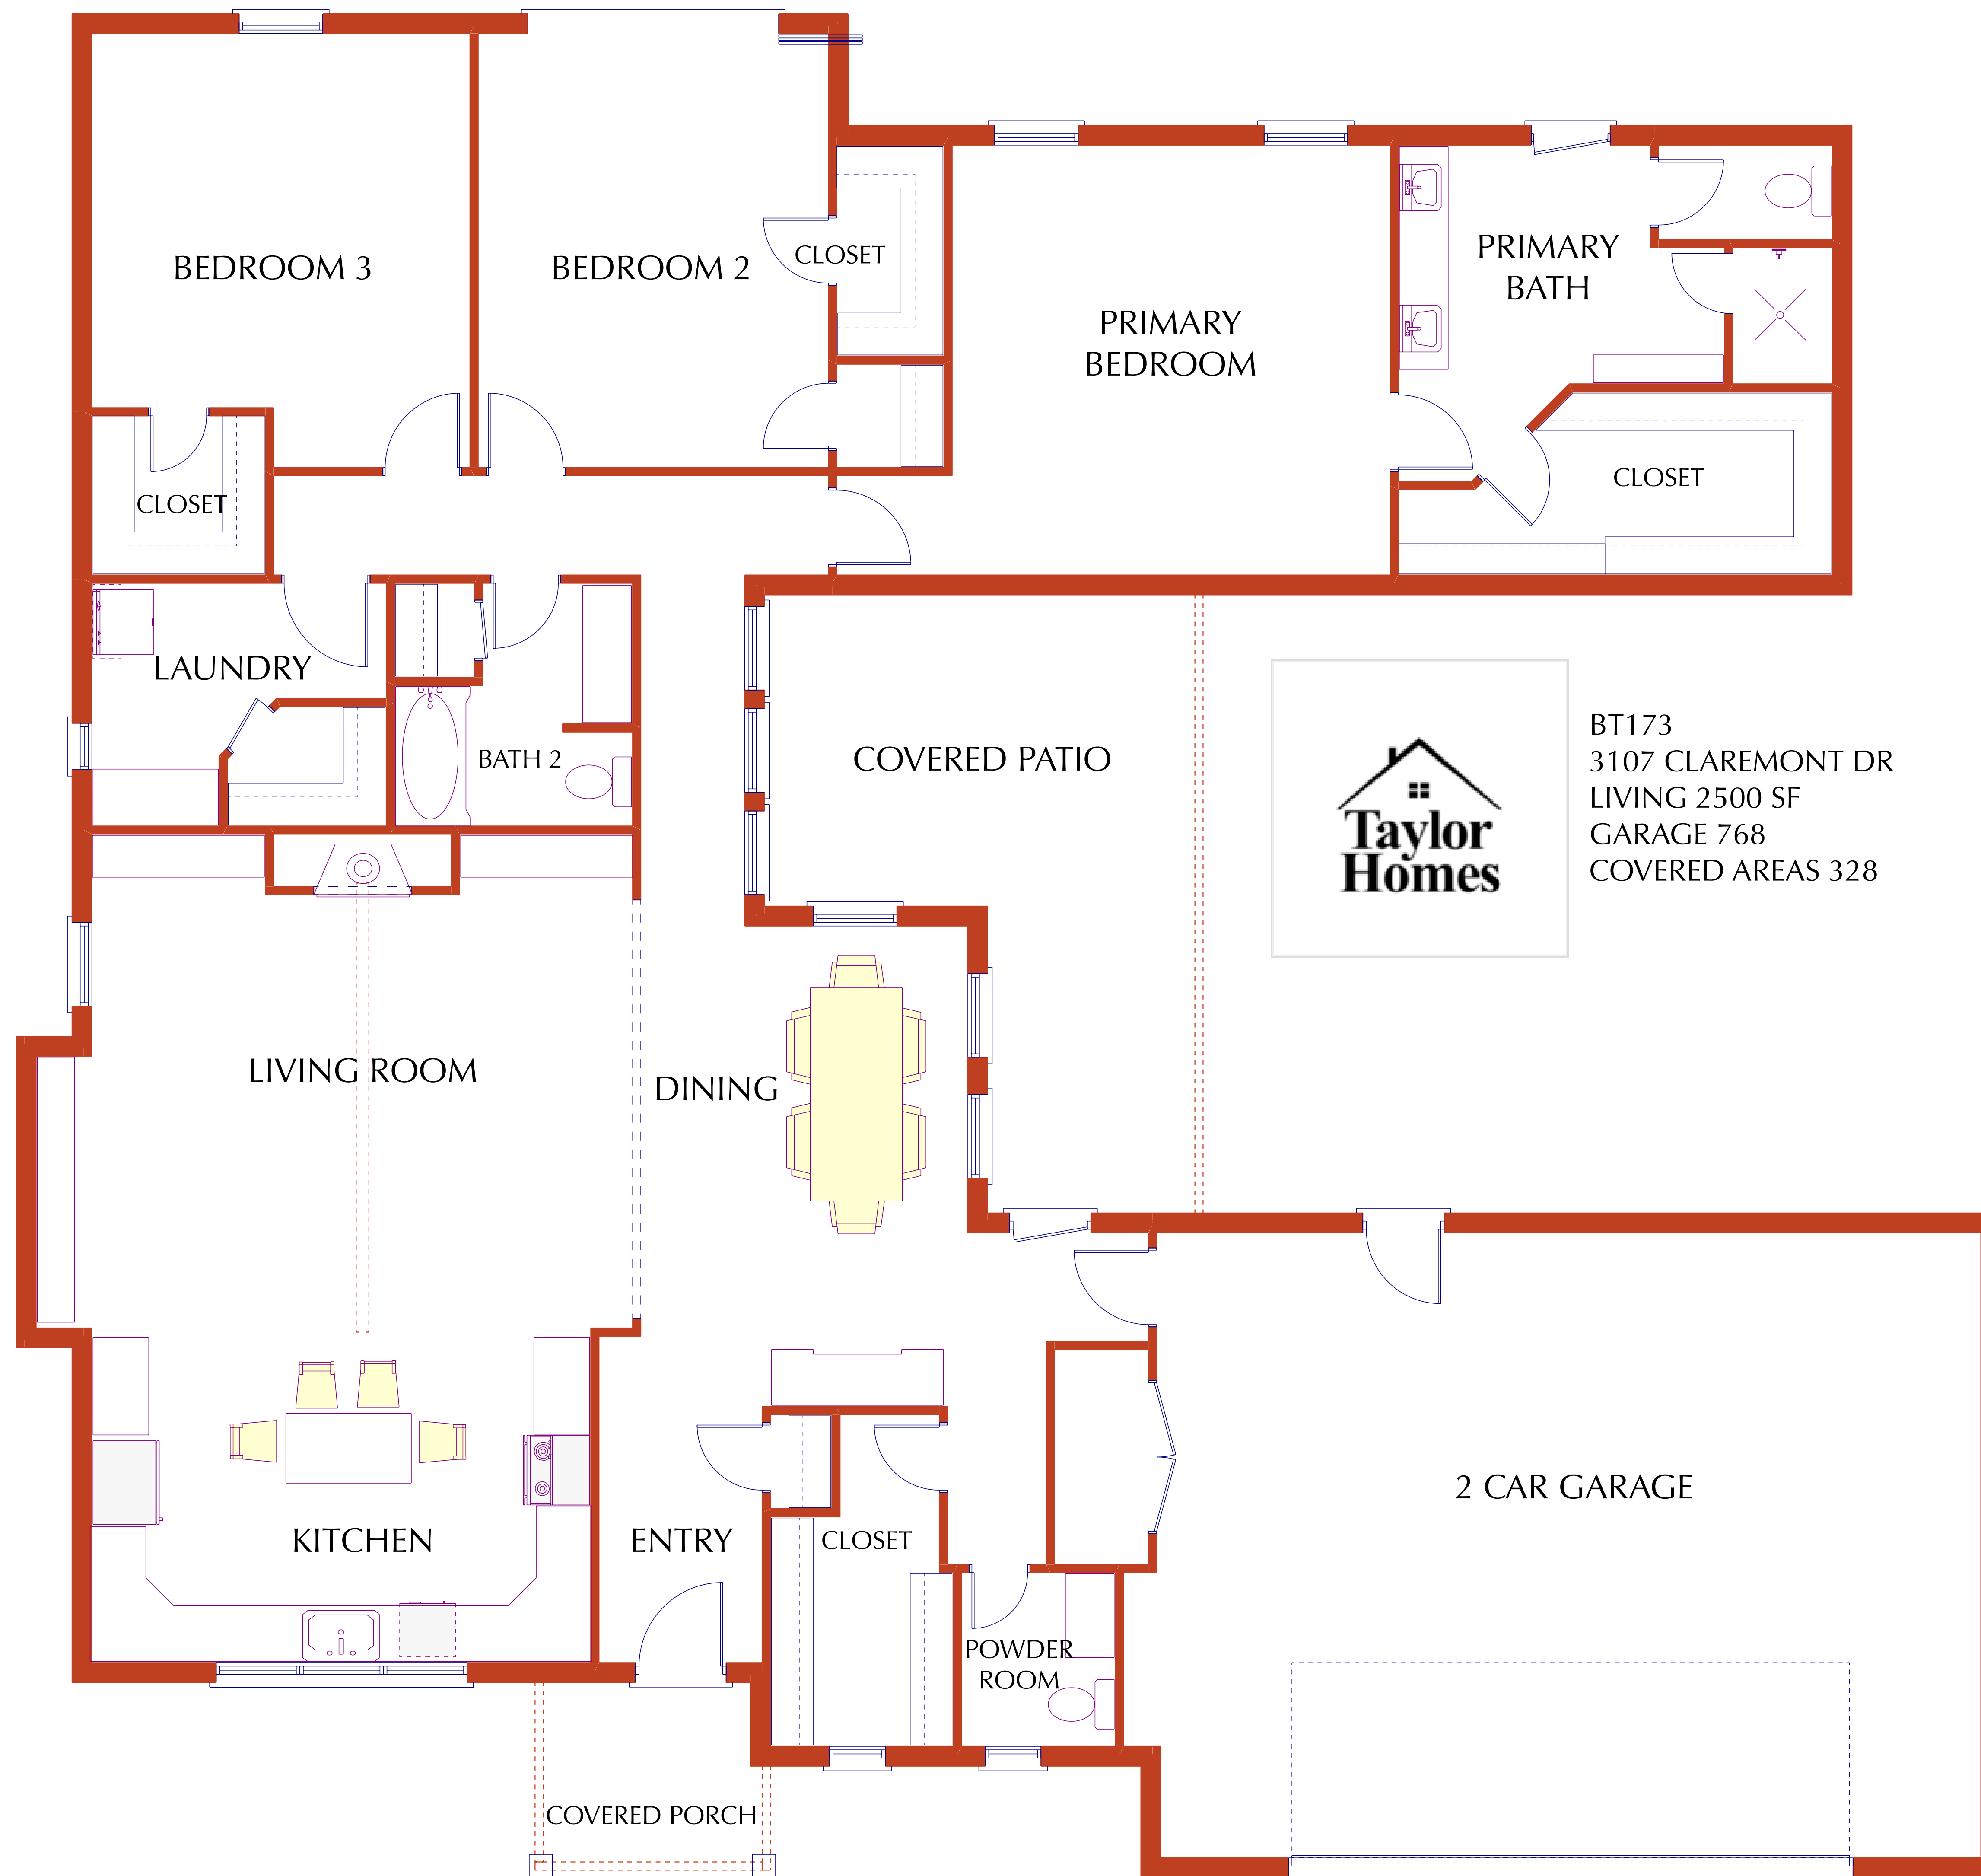 BEDROOM 3
BEDROOM 2
CLOSET
PRIMARY
BEDROOM
PRIMARY
BATH
CLOSET
CLOSET
LAUNDRY
BATH 2
COVERED PATIO
Taylor
Homes
BT173
3107 CLAREMONT DR
LIVING 2500 SF
GARAGE 768
COVERED AREAS 328
LIVING ROOM
DINING
2 CAR GARAGE
KITCHEN
ENTRY
CLOSET
POWDER
ROOM
COVERED PORCH